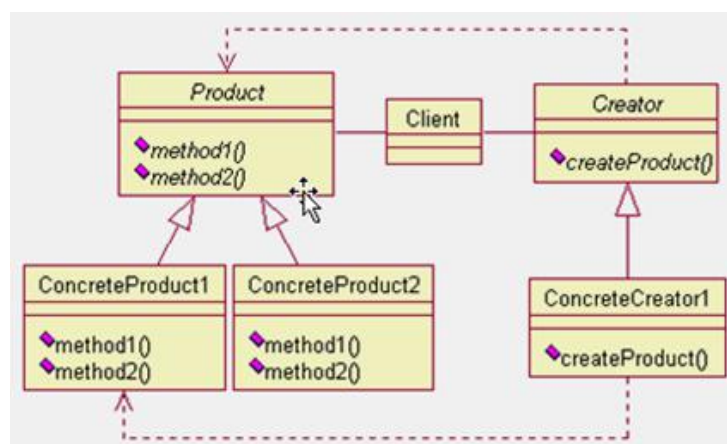 Product
method1()
method2()
Client
Creator
createProduct()
ConcreteProduct1
method1()
method2()
ConcreteProduct2
method1()
method2()
ConcreteCreator1
createProduct()